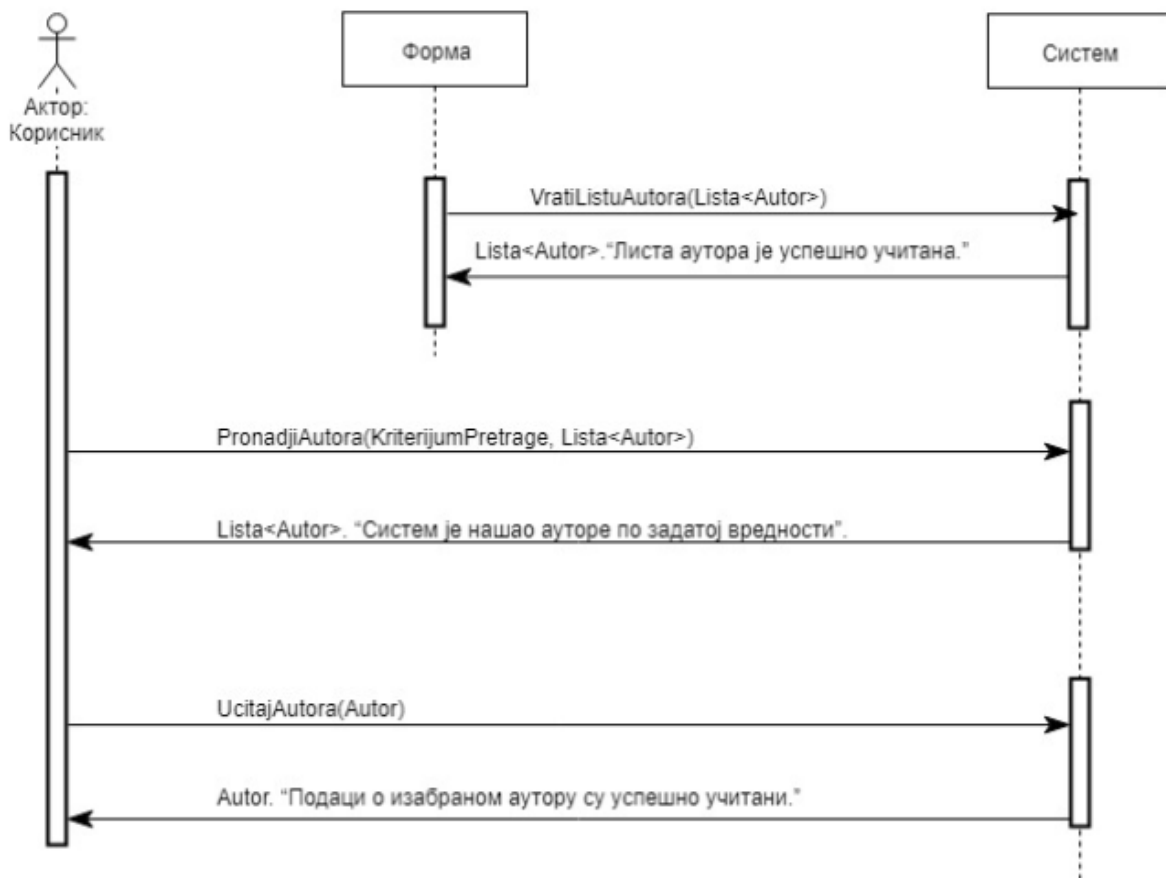 Форма
Систем
Актор:
Корисник
VratiListuAutora(Lista<Autor>)
Lista<Autor>.“Листа аутора је успешно учитана.”
PronadjiAutora(KriterijumPretrage, Lista<Autor>)
Lista<Autor>. “Систем је нашао ауторе по задатој вредности”.
UcitajAutora(Autor)
Autor. “Подаци о изабраном аутору су успешно учитани.”